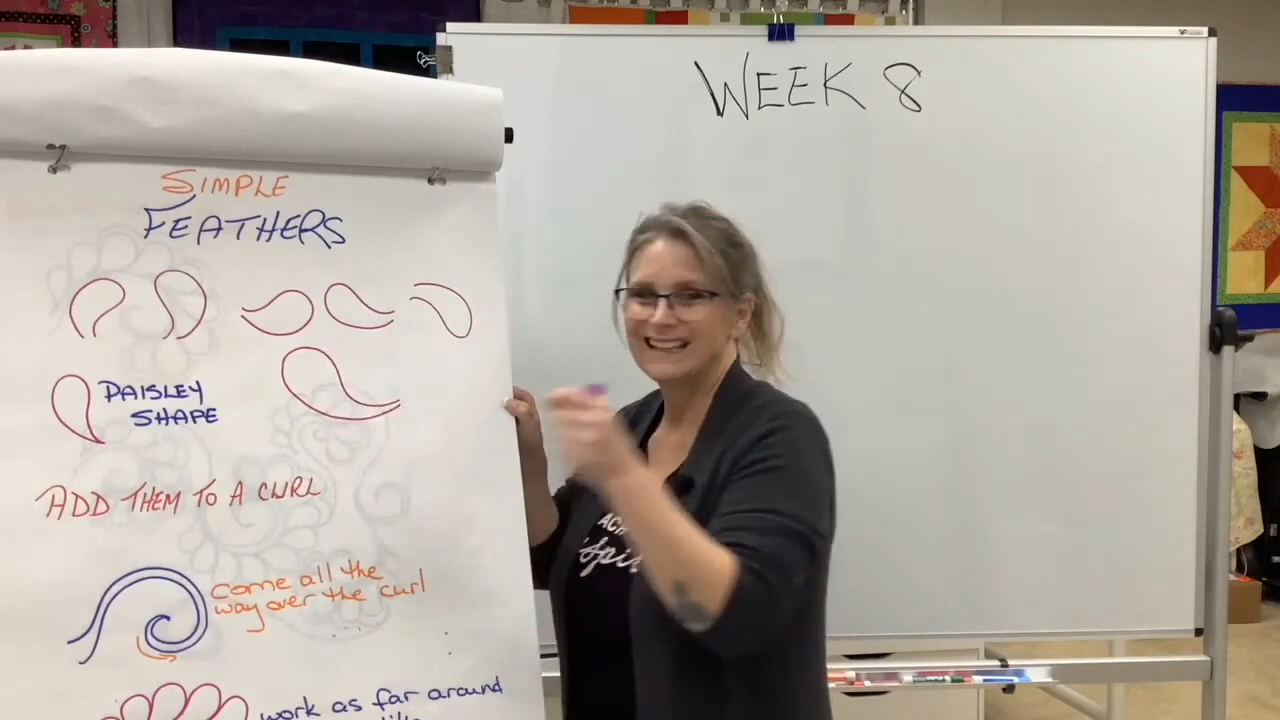 SIMPLE
FEATHERS
PAISLEY
SHAPE
ADD THEM TO A CURL
come all the
way over the curl
work as far around
WEEK 8